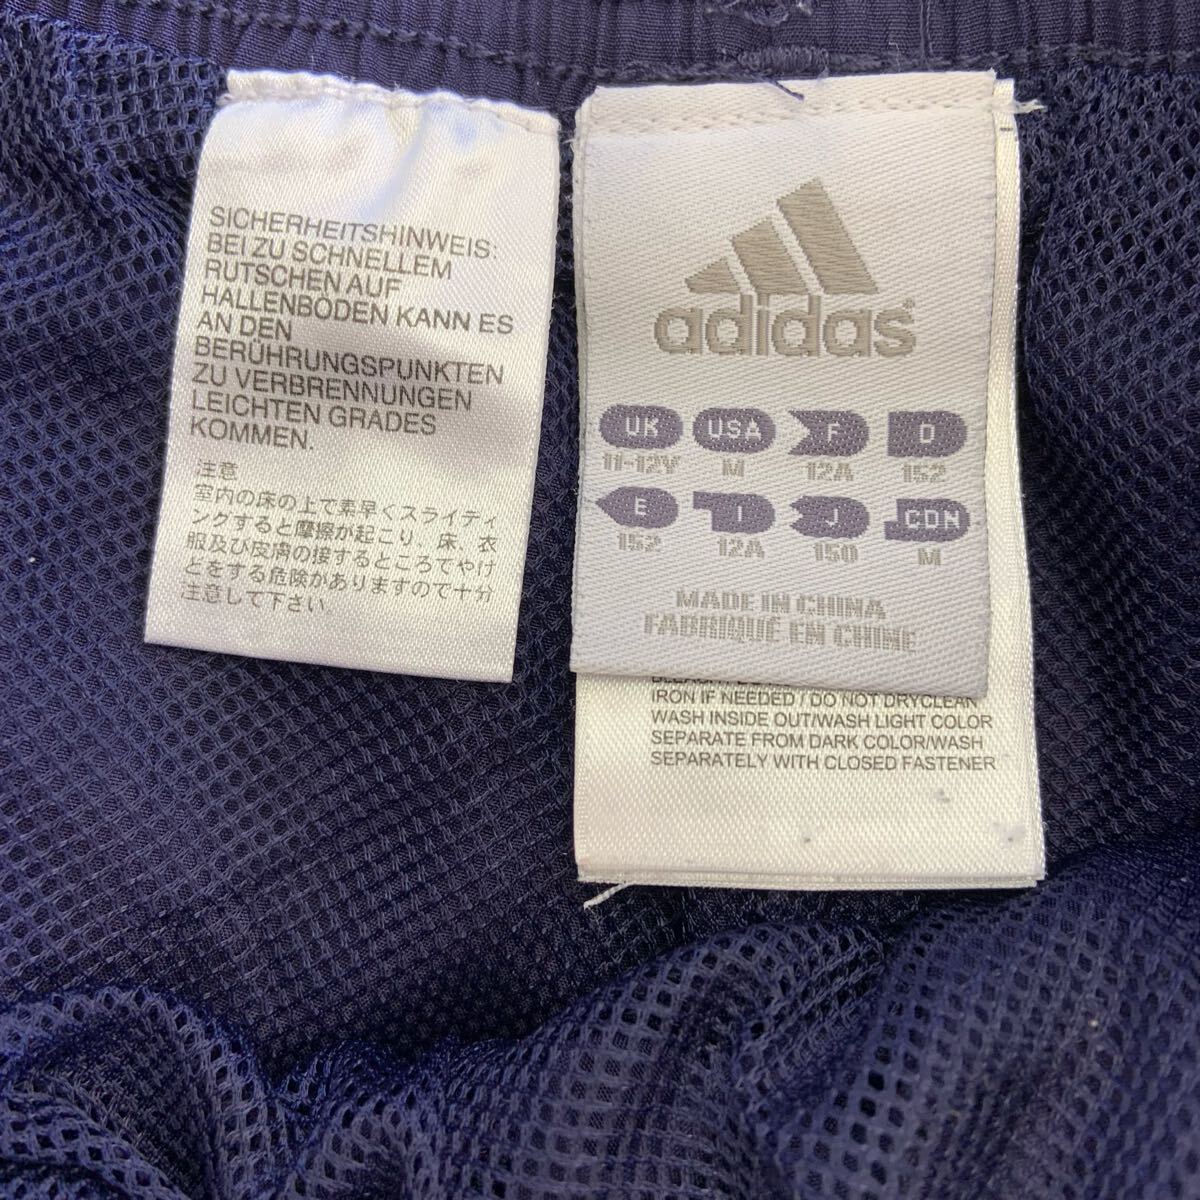 SICHERHEITSHINWEIS:
BEI ZU SCHNELLEM
RUTSCHEN AUF
HALLENBÖDEN KANN ES
AN DEN
BERÜHRUNGSPUNKTEN
ZU VERBRENNUNGEN
LEICHTEN GRADES
KOMMEN.
注意
室内の床の上で素早くスライディ
ングすると摩擦が起こり、床、衣
服及び皮膚の接するところでやけ
どをする危険がありますので十分
注意して下さい.
adidas®
UK USA F D
11-12Y M 12A 152
E I J CDN
152 12A 150 M
MADE IN CHINA
FABRIQUÉ EN CHINE
IRON IF NEEDED / DO NOT DRYCLEAN
WASH INSIDE OUT/WASH LIGHT COLOR
SEPARATE FROM DARK COLOR/WASH
SEPARATELY WITH CLOSED FASTENER